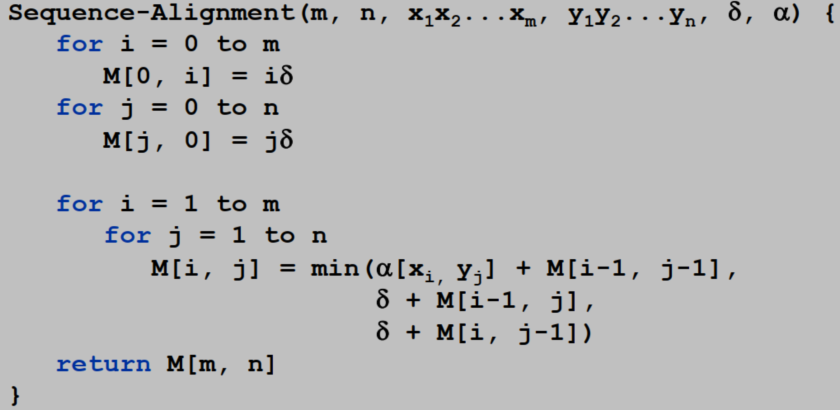 Sequence-Alignment(m, n, x₁x₂...xₘ, y₁y₂...yₙ, δ, α) {
   for i = 0 to m
      M[0, i] = iδ
   for j = 0 to n
      M[j, 0] = jδ

   for i = 1 to m
      for j = 1 to n
         M[i, j] = min(α[xᵢ, yⱼ] + M[i-1, j-1],
                       δ + M[i-1, j],
                       δ + M[i, j-1])
   return M[m, n]
}